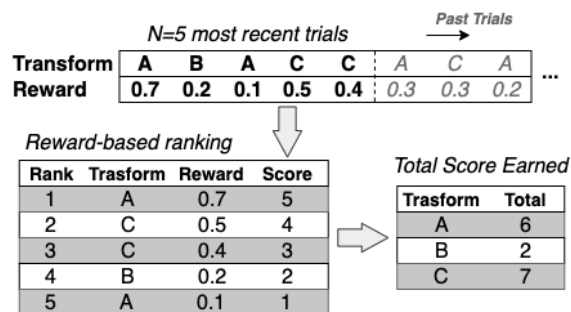 Past Trials
N=5 most recent trials
Transform A B A C C A C A ...
Reward 0.7 0.2 0.1 0.5 0.4 0.3 0.3 0.2
Reward-based ranking
Rank Trasform Reward Score
1 A 0.7 5
2 C 0.5 4
3 C 0.4 3
4 B 0.2 2
5 A 0.1 1
Total Score Earned
Trasform Total
A 6
B 2
C 7